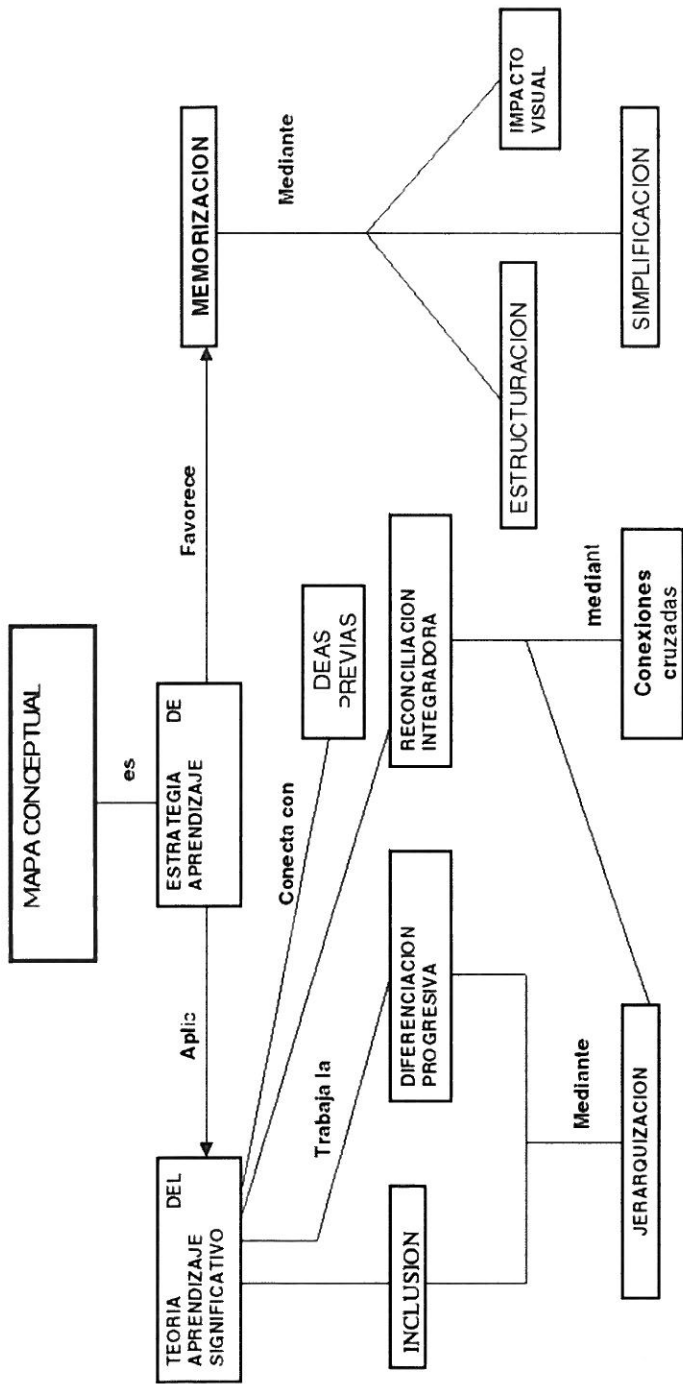 MAPA CONCEPTUAL
es
ESTRATEGIA DE
APRENDIZAJE
Aplic
Favorece
TEORIA DEL
APRENDIZAJE
SIGNIFICATIVO
MEMORIZACION
Conecta con
DEAS
PREVIAS
Mediante
Trabaja la
INCLUSION
DIFERENCIACION
PROGRESIVA
RECONCILIACION
INTEGRADORA
ESTRUCTURACION
IMPACTO
VISUAL
Mediante
mediant
JERARQUIZACION
Conexiones
cruzadas
SIMPLIFICACION